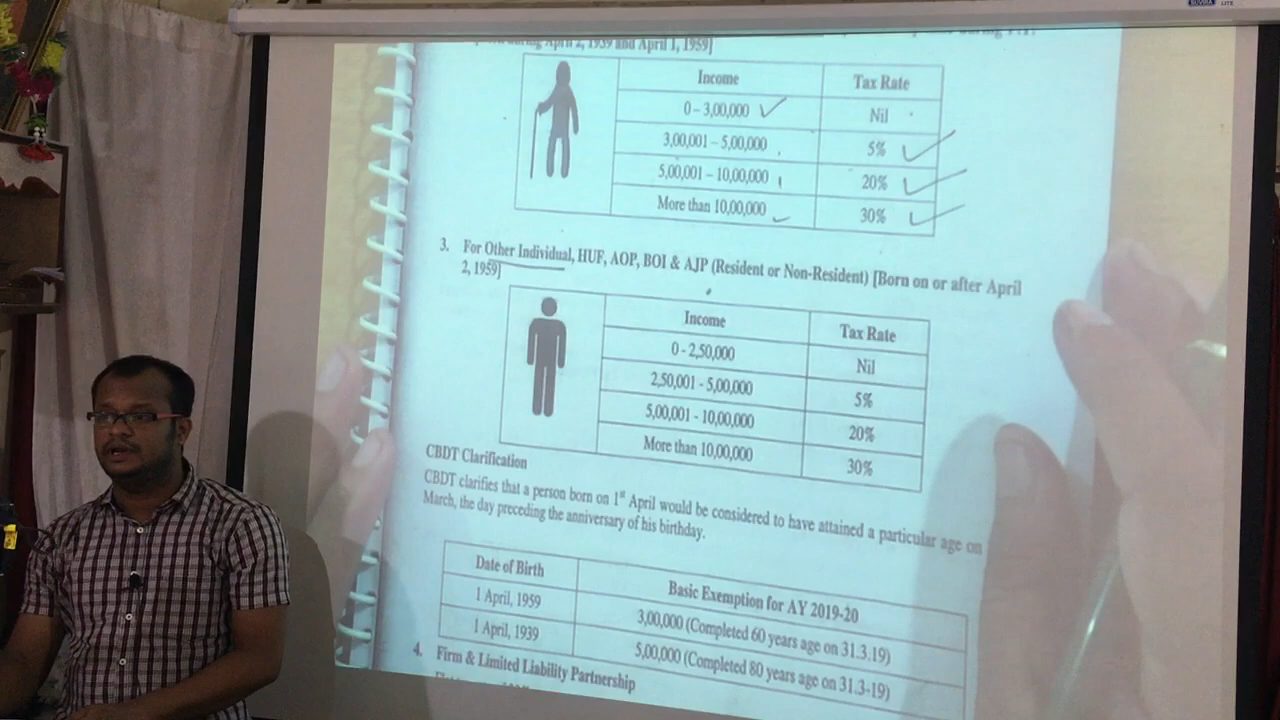 SUVIRA LITE
April 2, 1939 and April 1, 1959]
Income Tax Rate
0 – 3,00,000 Nil
3,00,001 – 5,00,000 5%
5,00,001 – 10,00,000 20%
More than 10,00,000 30%
3. For Other Individual, HUF, AOP, BOI & AJP (Resident or Non-Resident) [Born on or after April
2, 1959]
Income Tax Rate
0 - 2,50,000 Nil
2,50,001 - 5,00,000 5%
5,00,001 - 10,00,000 20%
More than 10,00,000 30%
CBDT Clarification
CBDT clarifies that a person born on 1st April would be considered to have attained a particular age on
March, the day preceding the anniversary of his birthday.
Date of Birth Basic Exemption for AY 2019-20
1 April, 1959 3,00,000 (Completed 60 years age on 31.3.19)
1 April, 1939 5,00,000 (Completed 80 years age on 31.3-19)
4. Firm & Limited Liability Partnership